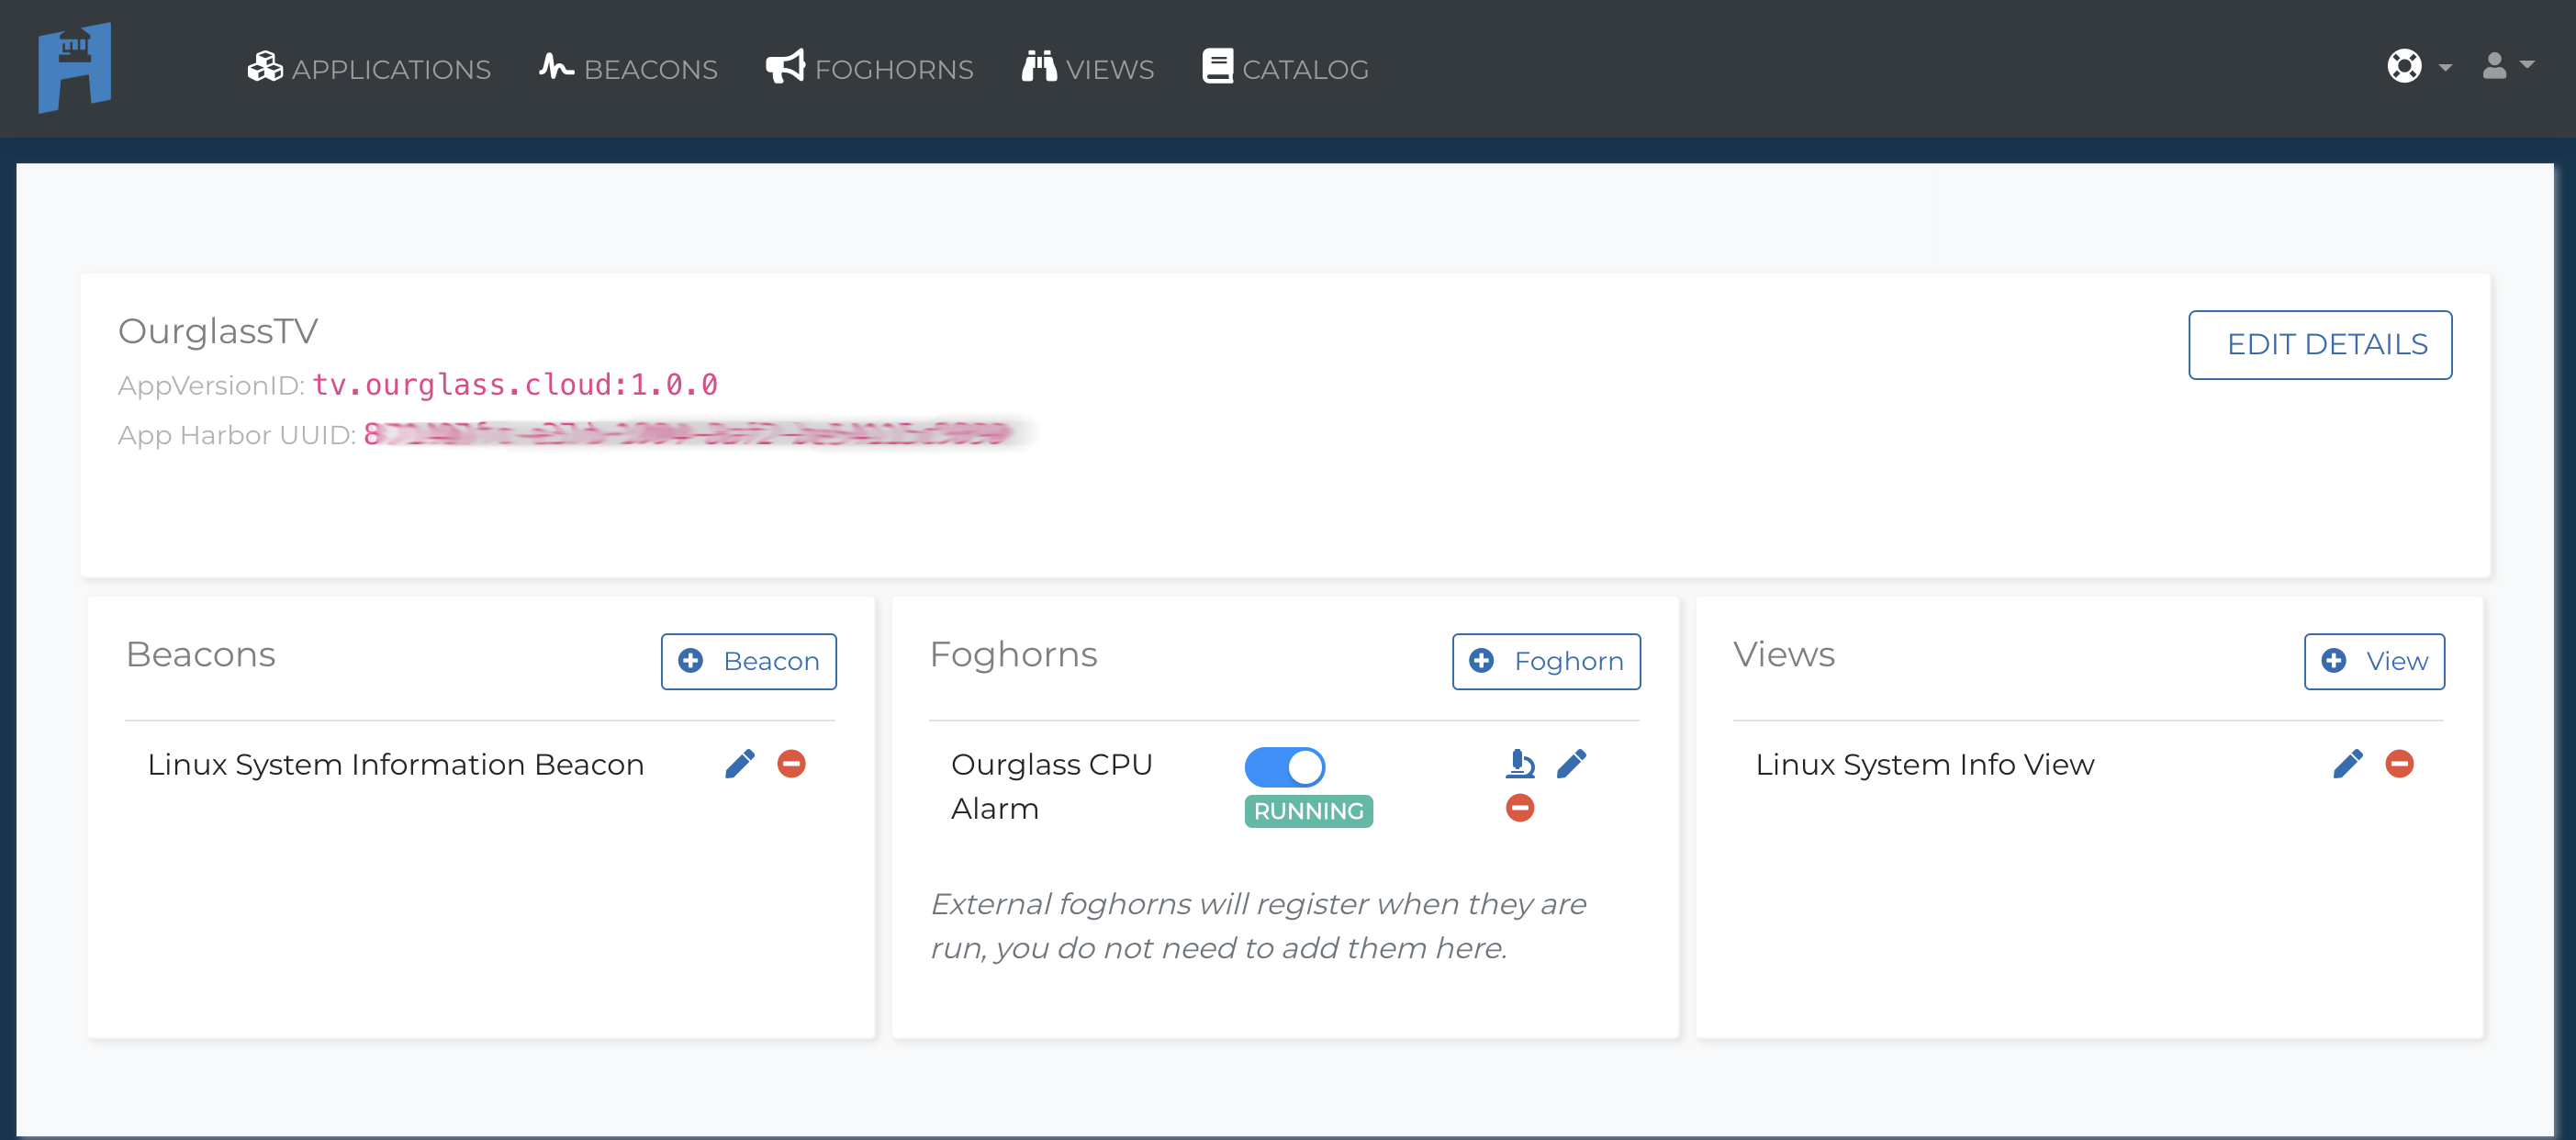 APPLICATIONS BEACONS FOGHORNS VIEWS CATALOG
OurglassTV
EDIT DETAILS
AppVersionID: tv.ourglass.cloud:1.0.0
App Harbor UUID:
Beacons
Beacon
Linux System Information Beacon
Foghorns
Foghorn
Ourglass CPU
Alarm
RUNNING
External foghorns will register when they are
run, you do not need to add them here.
Views
View
Linux System Info View